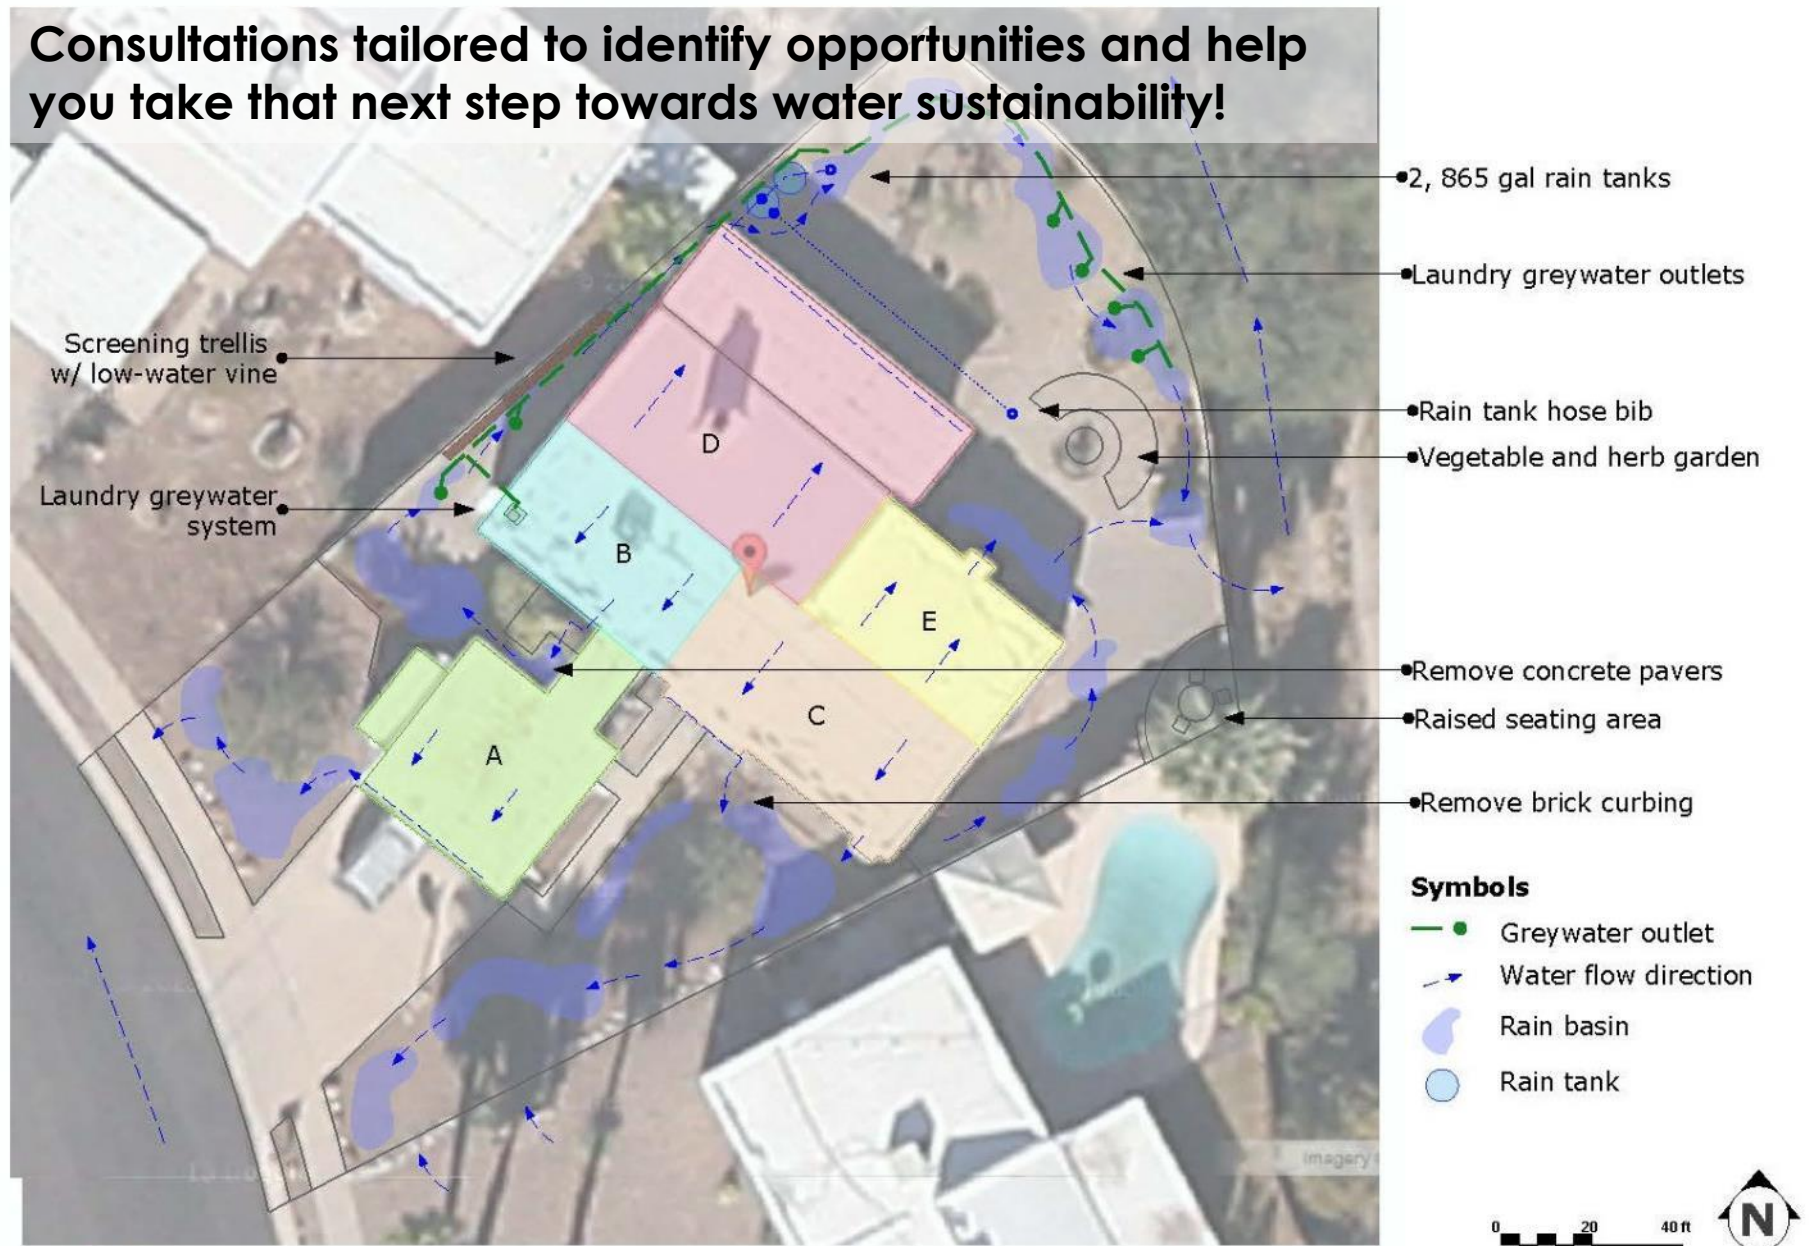 Consultations tailored to identify opportunities and help
you take that next step towards water sustainability!
2, 865 gal rain tanks
Laundry greywater outlets
Screening trellis
w/ low-water vine
Rain tank hose bib
D
Vegetable and herb garden
Laundry greywater
system
B
E
Remove concrete pavers
C
Raised seating area
A
Remove brick curbing
Symbols
Greywater outlet
Water flow direction
Rain basin
Rain tank
Imagery
N
0 20 40 ft